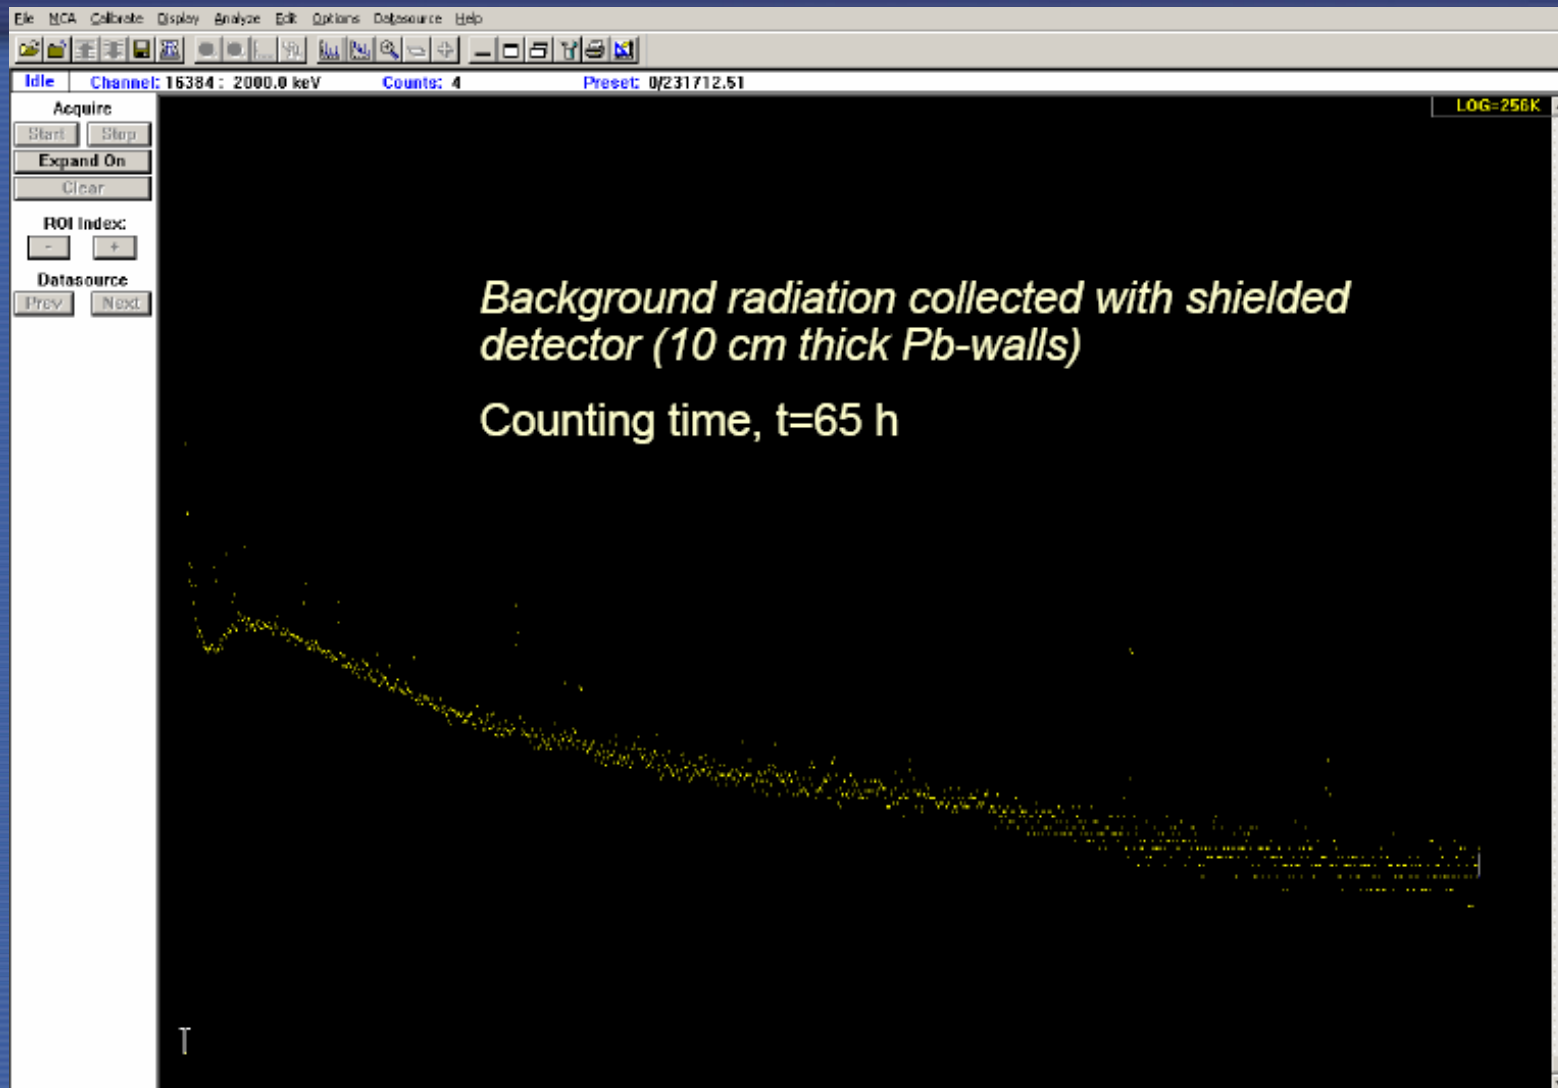 File MCA Calibrate Display Analyze Edit Options Datasource Help
Idle Channel: 16384 : 2000.0 keV Counts: 4 Preset: 0/231712.51
Acquire
Start Stop
Expand On
Clear
ROI Index:
- +
Datasource
Prev Next
LOG=256K
Background radiation collected with shielded
detector (10 cm thick Pb-walls)
Counting time, t=65 h